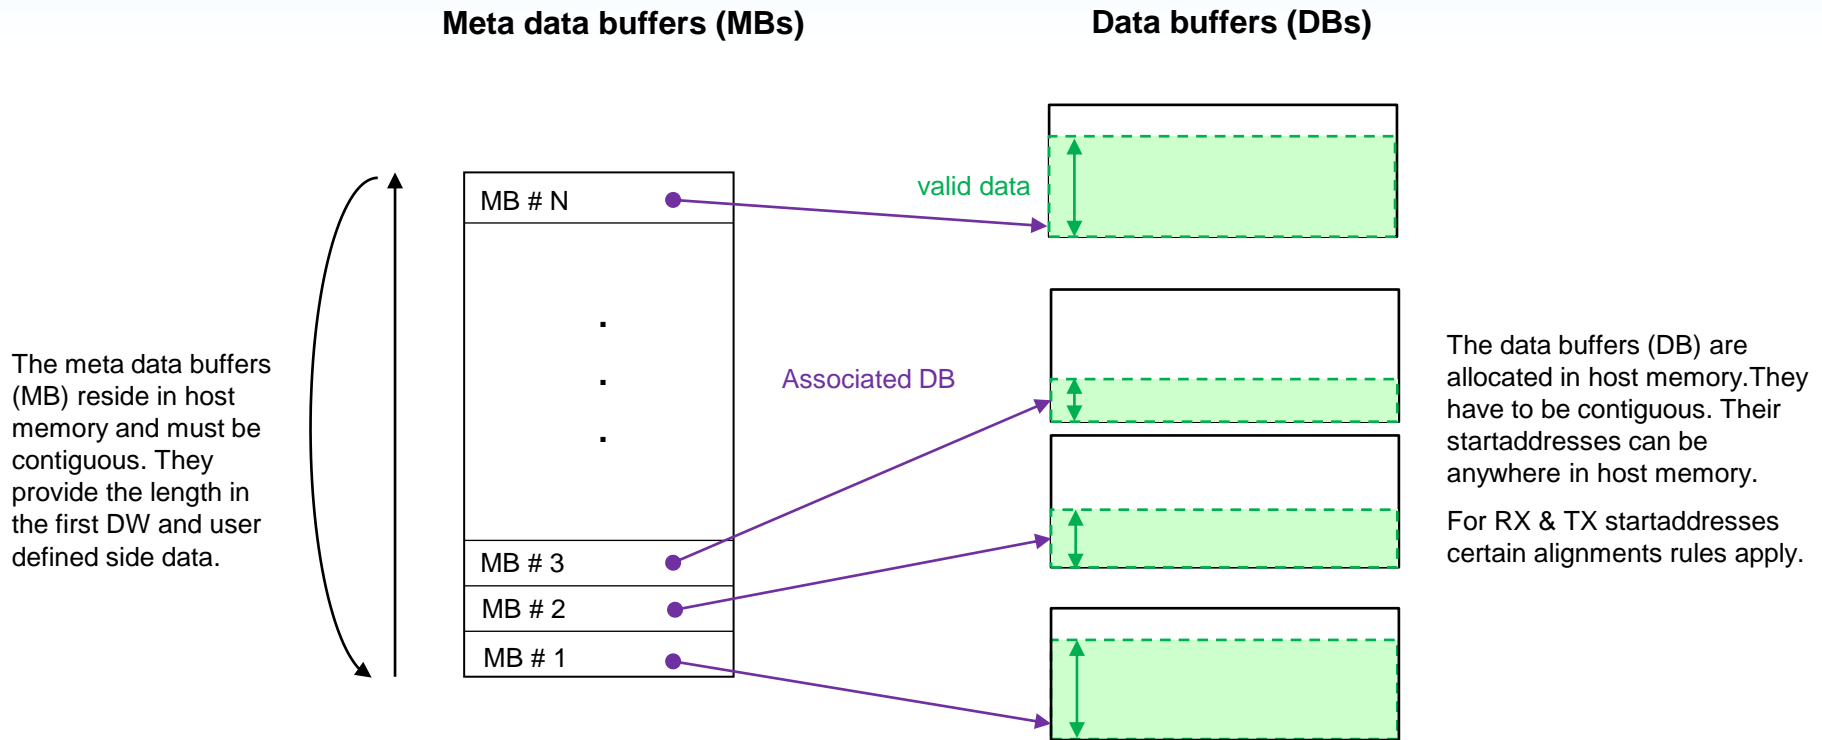 Meta data buffers (MBs)
Data buffers (DBs)
MB # N
valid data
.
.
.
Associated DB
MB # 3
MB # 2
MB # 1
The meta data buffers
(MB) reside in host
memory and must be
contiguous. They
provide the length in
the first DW and user
defined side data.
The data buffers (DB) are
allocated in host memory.They
have to be contiguous. Their
startaddresses can be
anywhere in host memory.
For RX & TX startaddresses
certain alignments rules apply.